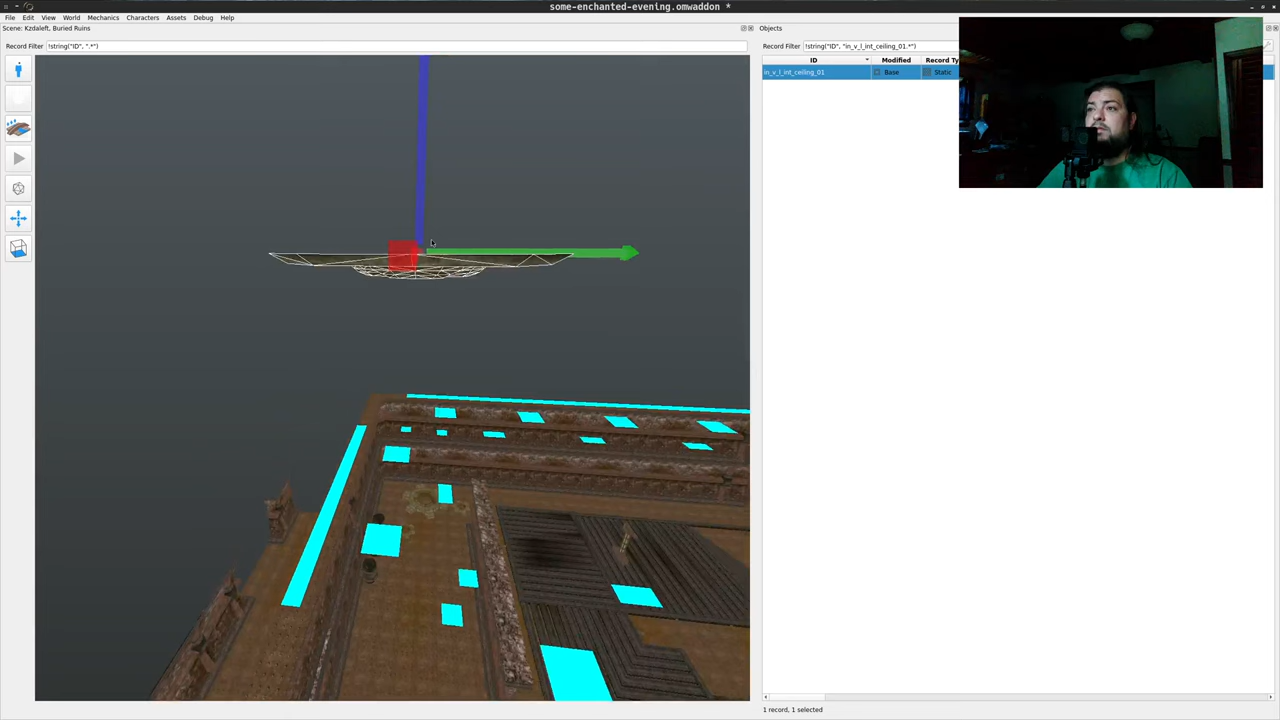 some-enchanted-evening.omwaddon *
File Edit View World Mechanics Characters Assets Debug Help
Scene: Kzdaleft, Buried Ruins
Objects
Record Filter !string("ID", ".*")
Record Filter !string("ID", "in_v_l_int_ceiling_01.*")
ID Modified Record Ty
in_v_l_int_ceiling_01 Base Static
1 record, 1 selected